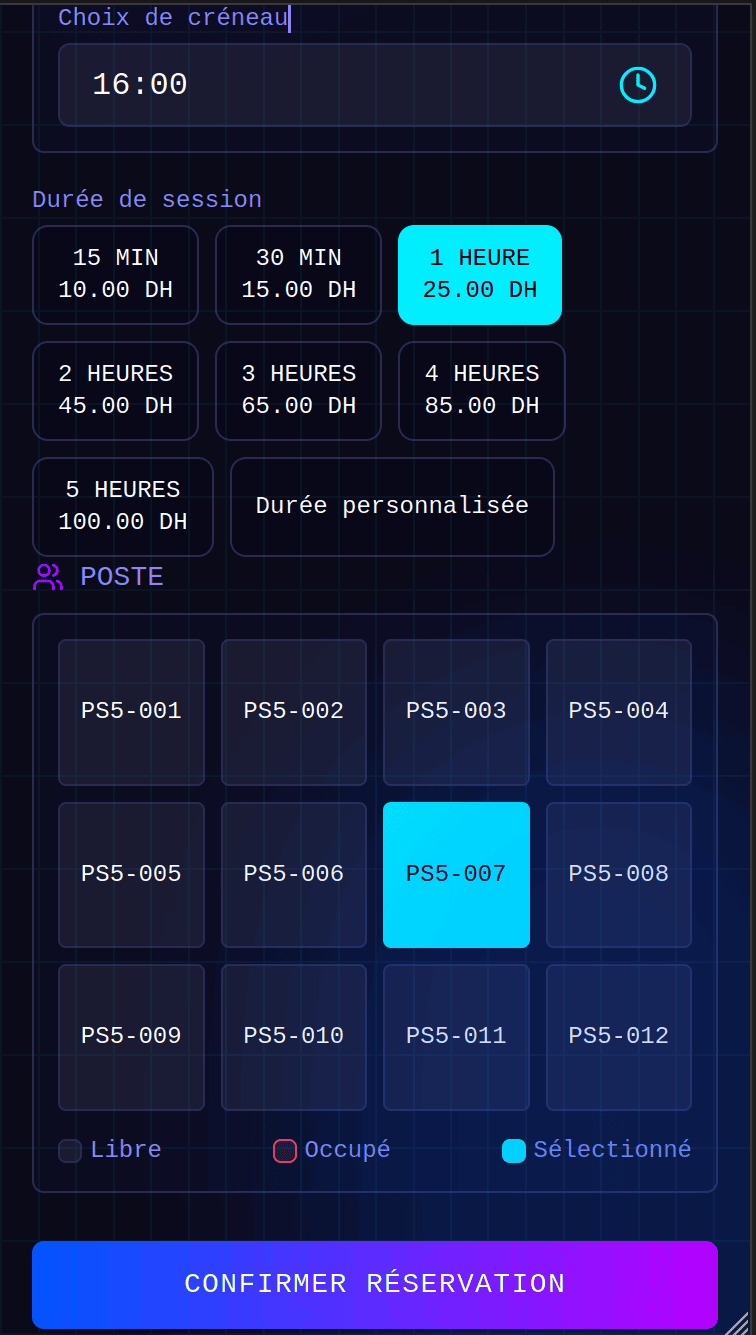 Choix de créneau
16:00
Durée de session
15 MIN
10.00 DH
30 MIN
15.00 DH
1 HEURE
25.00 DH
2 HEURES
45.00 DH
3 HEURES
65.00 DH
4 HEURES
85.00 DH
5 HEURES
100.00 DH
Durée personnalisée
POSTE
PS5-001
PS5-002
PS5-003
PS5-004
PS5-005
PS5-006
PS5-007
PS5-008
PS5-009
PS5-010
PS5-011
PS5-012
Libre
Occupé
Sélectionné
CONFIRMER RÉSERVATION